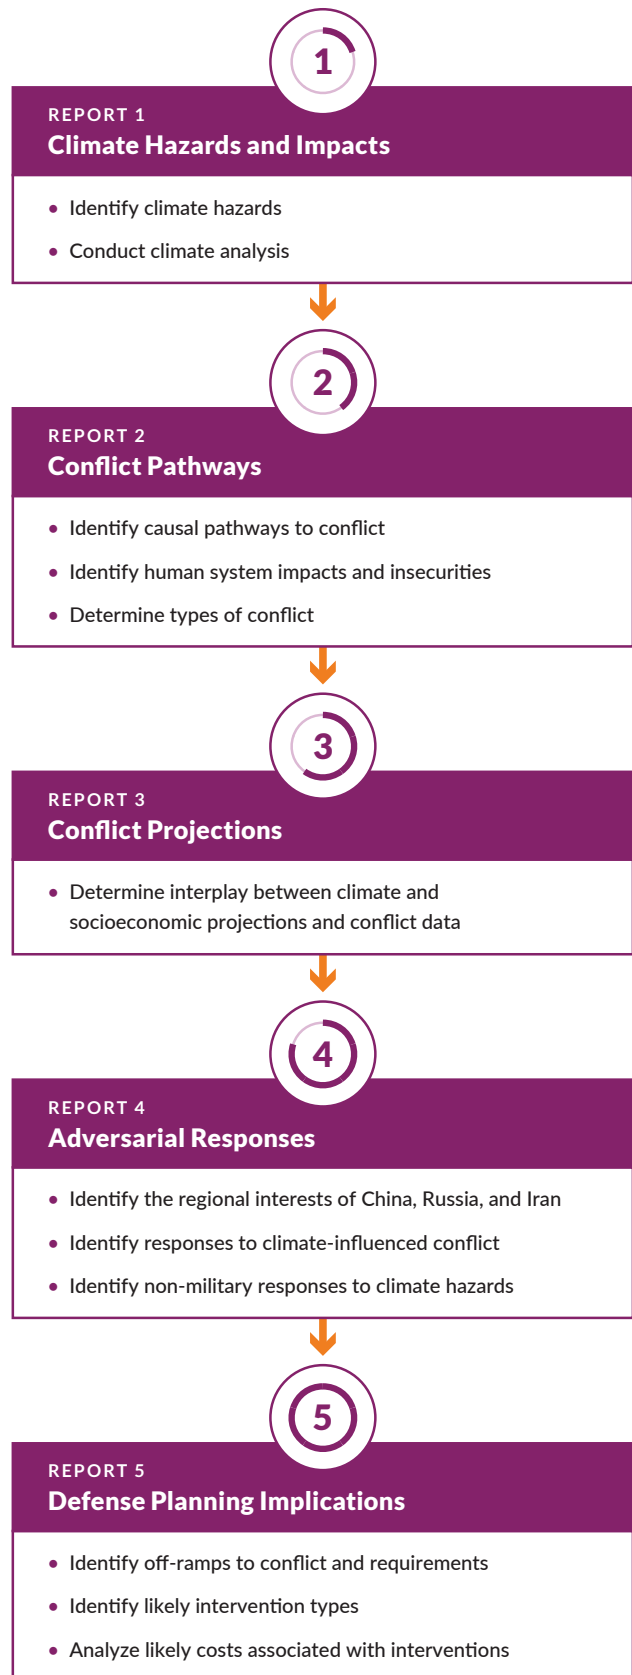 1
REPORT 1
Climate Hazards and Impacts
• Identify climate hazards
• Conduct climate analysis
2
REPORT 2
Conflict Pathways
• Identify causal pathways to conflict
• Identify human system impacts and insecurities
• Determine types of conflict
3
REPORT 3
Conflict Projections
• Determine interplay between climate and
socioeconomic projections and conflict data
4
REPORT 4
Adversarial Responses
• Identify the regional interests of China, Russia, and Iran
• Identify responses to climate-influenced conflict
• Identify non-military responses to climate hazards
5
REPORT 5
Defense Planning Implications
• Identify off-ramps to conflict and requirements
• Identify likely intervention types
• Analyze likely costs associated with interventions